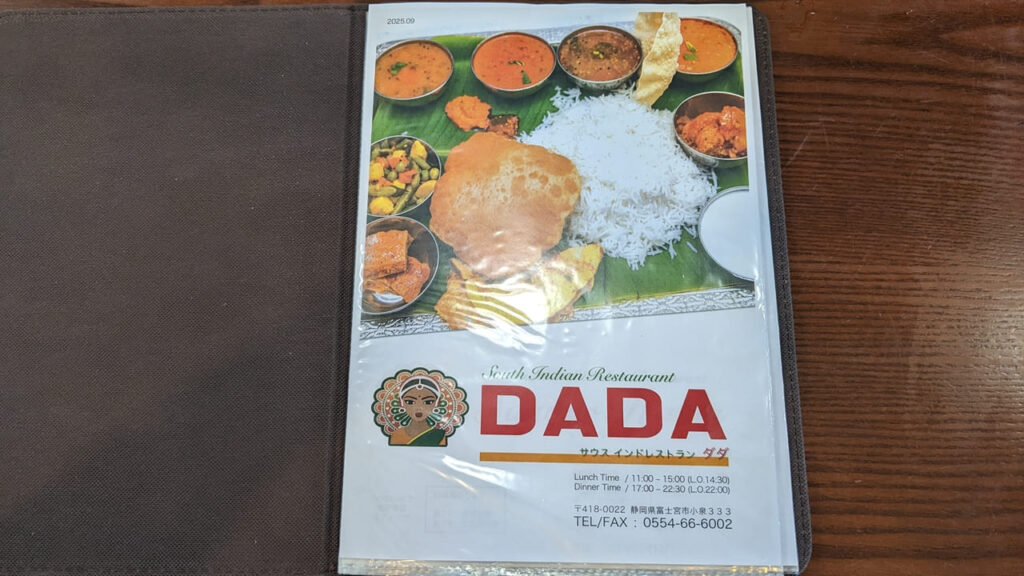 2025.09
South Indian Restaurant
DADA
サウス インドレストラン ダダ
Lunch Time / 11:00 – 15:00 (L.O.14:30)
Dinner Time / 17:00 – 22:30 (L.O.22:00)
〒418-0022 静岡県富士宮市小泉333
TEL/FAX : 0554-66-6002